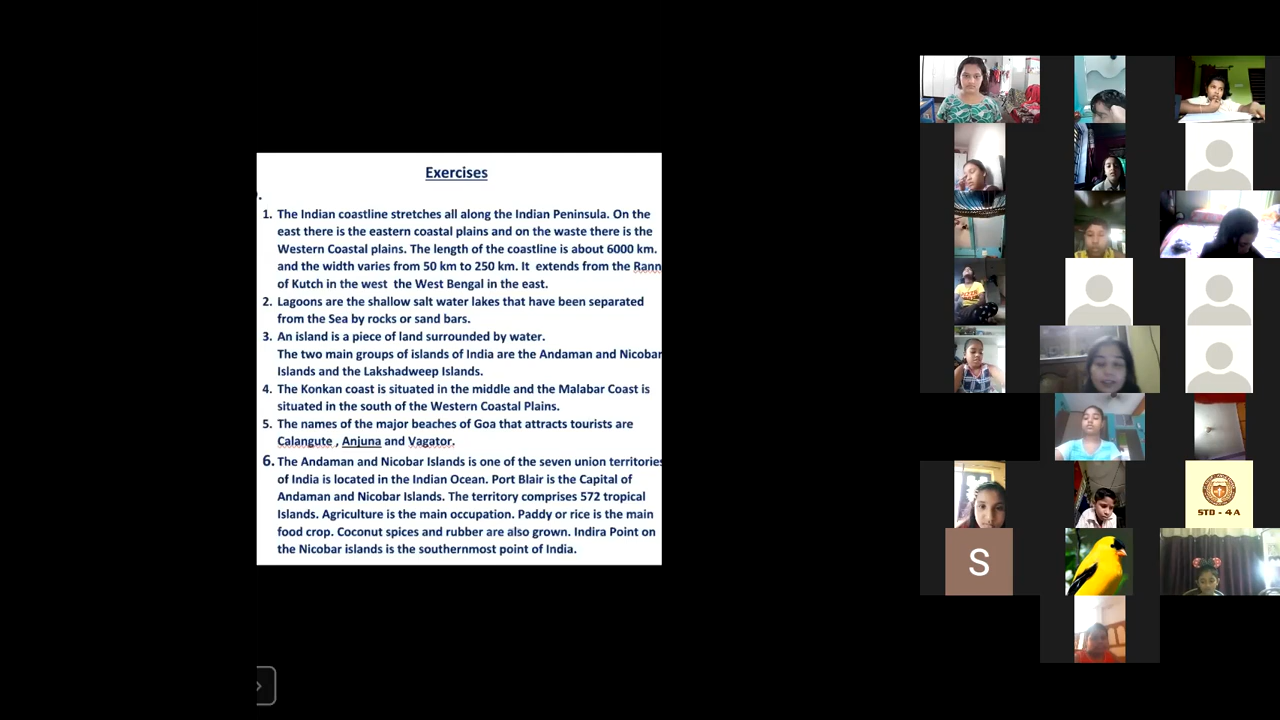 Exercises
1. The Indian coastline stretches all along the Indian Peninsula. On the
east there is the eastern coastal plains and on the waste there is the
Western Coastal plains. The length of the coastline is about 6000 km.
and the width varies from 50 km to 250 km. It extends from the Rann
of Kutch in the west the West Bengal in the east.
2. Lagoons are the shallow salt water lakes that have been separated
from the Sea by rocks or sand bars.
3. An island is a piece of land surrounded by water.
The two main groups of islands of India are the Andaman and Nicobar
Islands and the Lakshadweep Islands.
4. The Konkan coast is situated in the middle and the Malabar Coast is
situated in the south of the Western Coastal Plains.
5. The names of the major beaches of Goa that attracts tourists are
Calangute , Anjuna and Vagator.
6. The Andaman and Nicobar Islands is one of the seven union territories
of India is located in the Indian Ocean. Port Blair is the Capital of
Andaman and Nicobar Islands. The territory comprises 572 tropical
Islands. Agriculture is the main occupation. Paddy or rice is the main
food crop. Coconut spices and rubber are also grown. Indira Point on
the Nicobar islands is the southernmost point of India.
STD - 4A
S